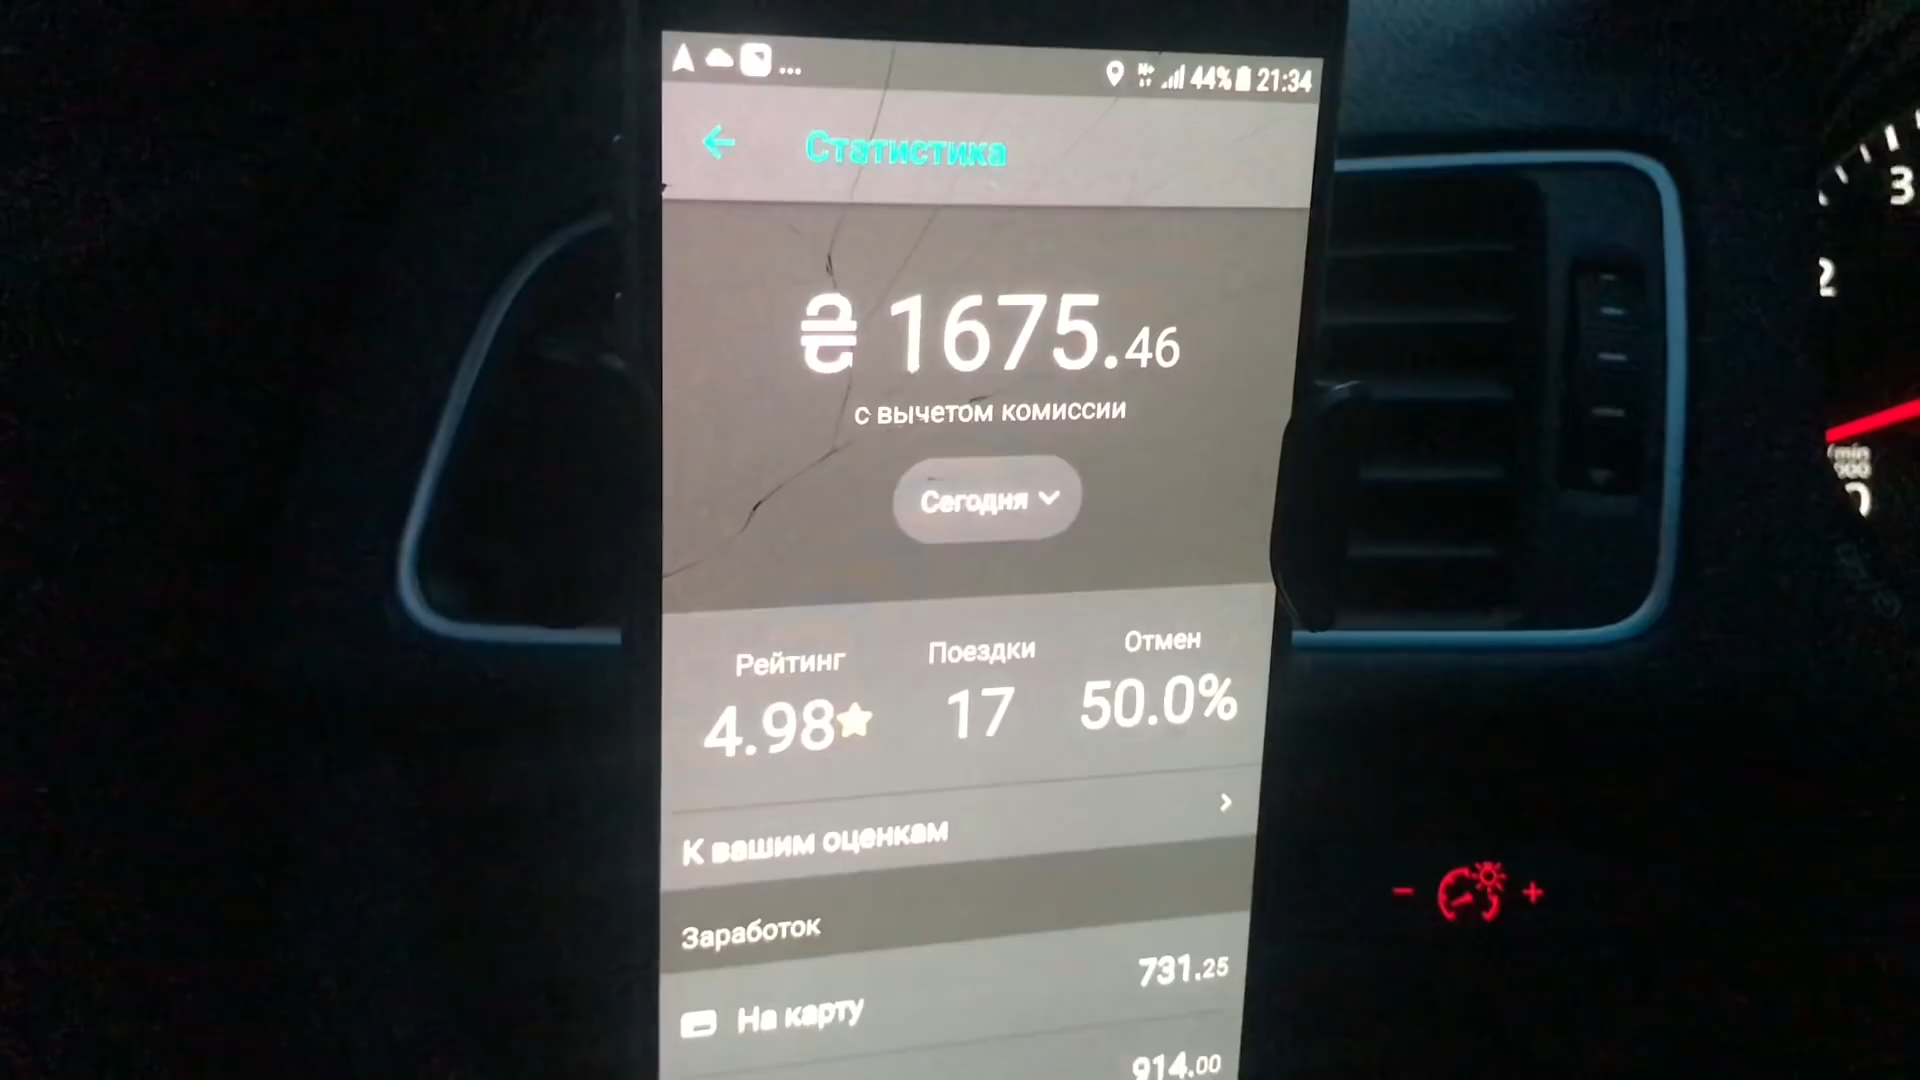 ... 44% 21:34
Статистика
₴ 1675.46
с вычетом комиссии
Сегодня
Рейтинг Поездки Отмен
4.98 17 50.0%
К вашим оценкам
Заработок
731.25
На карту
914.00
3
2
0
- +